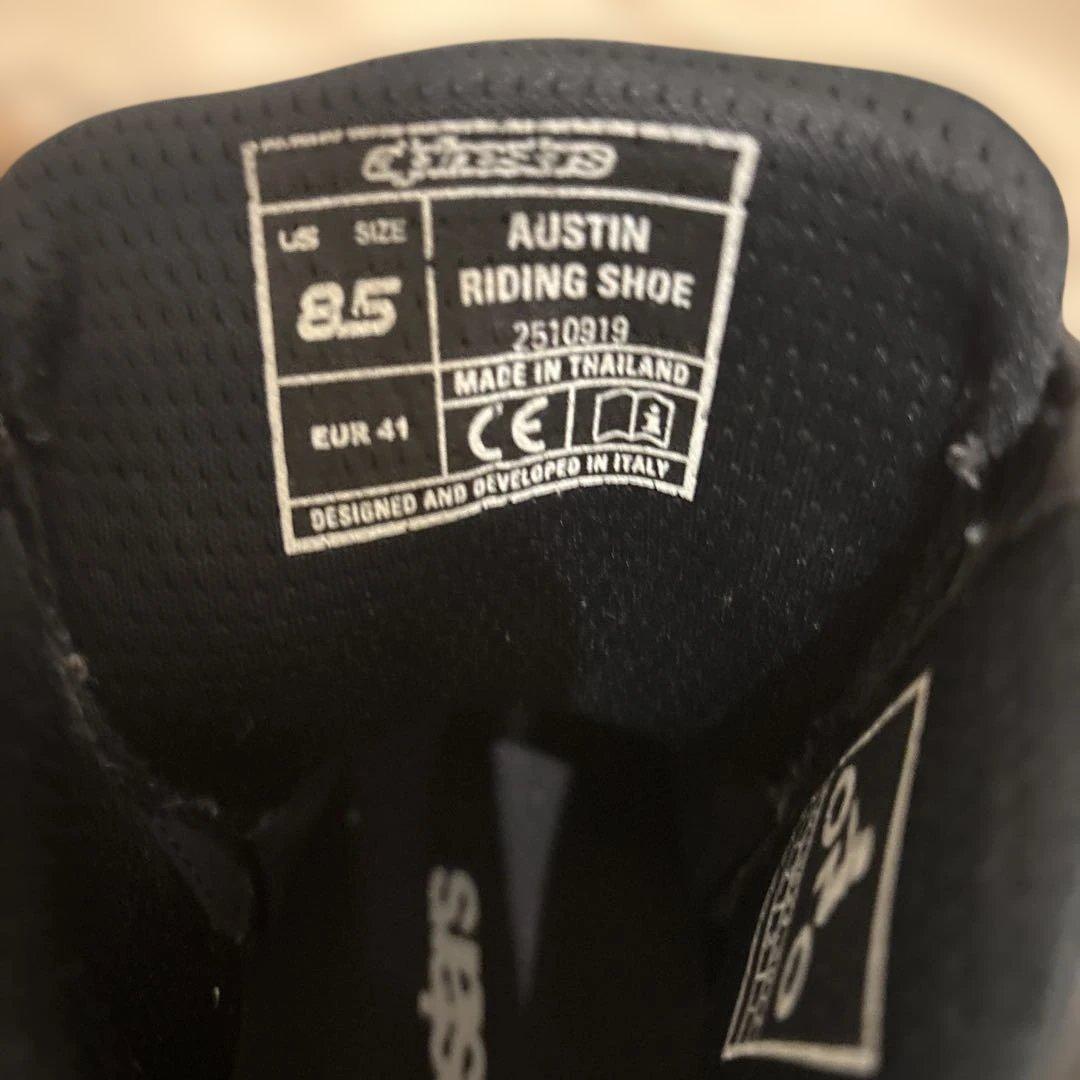 alpinestars
US SIZE
8.5
AUSTIN
RIDING SHOE
2510919
MADE IN THAILAND
EUR 41
CE
DESIGNED AND DEVELOPED IN ITALY
stars